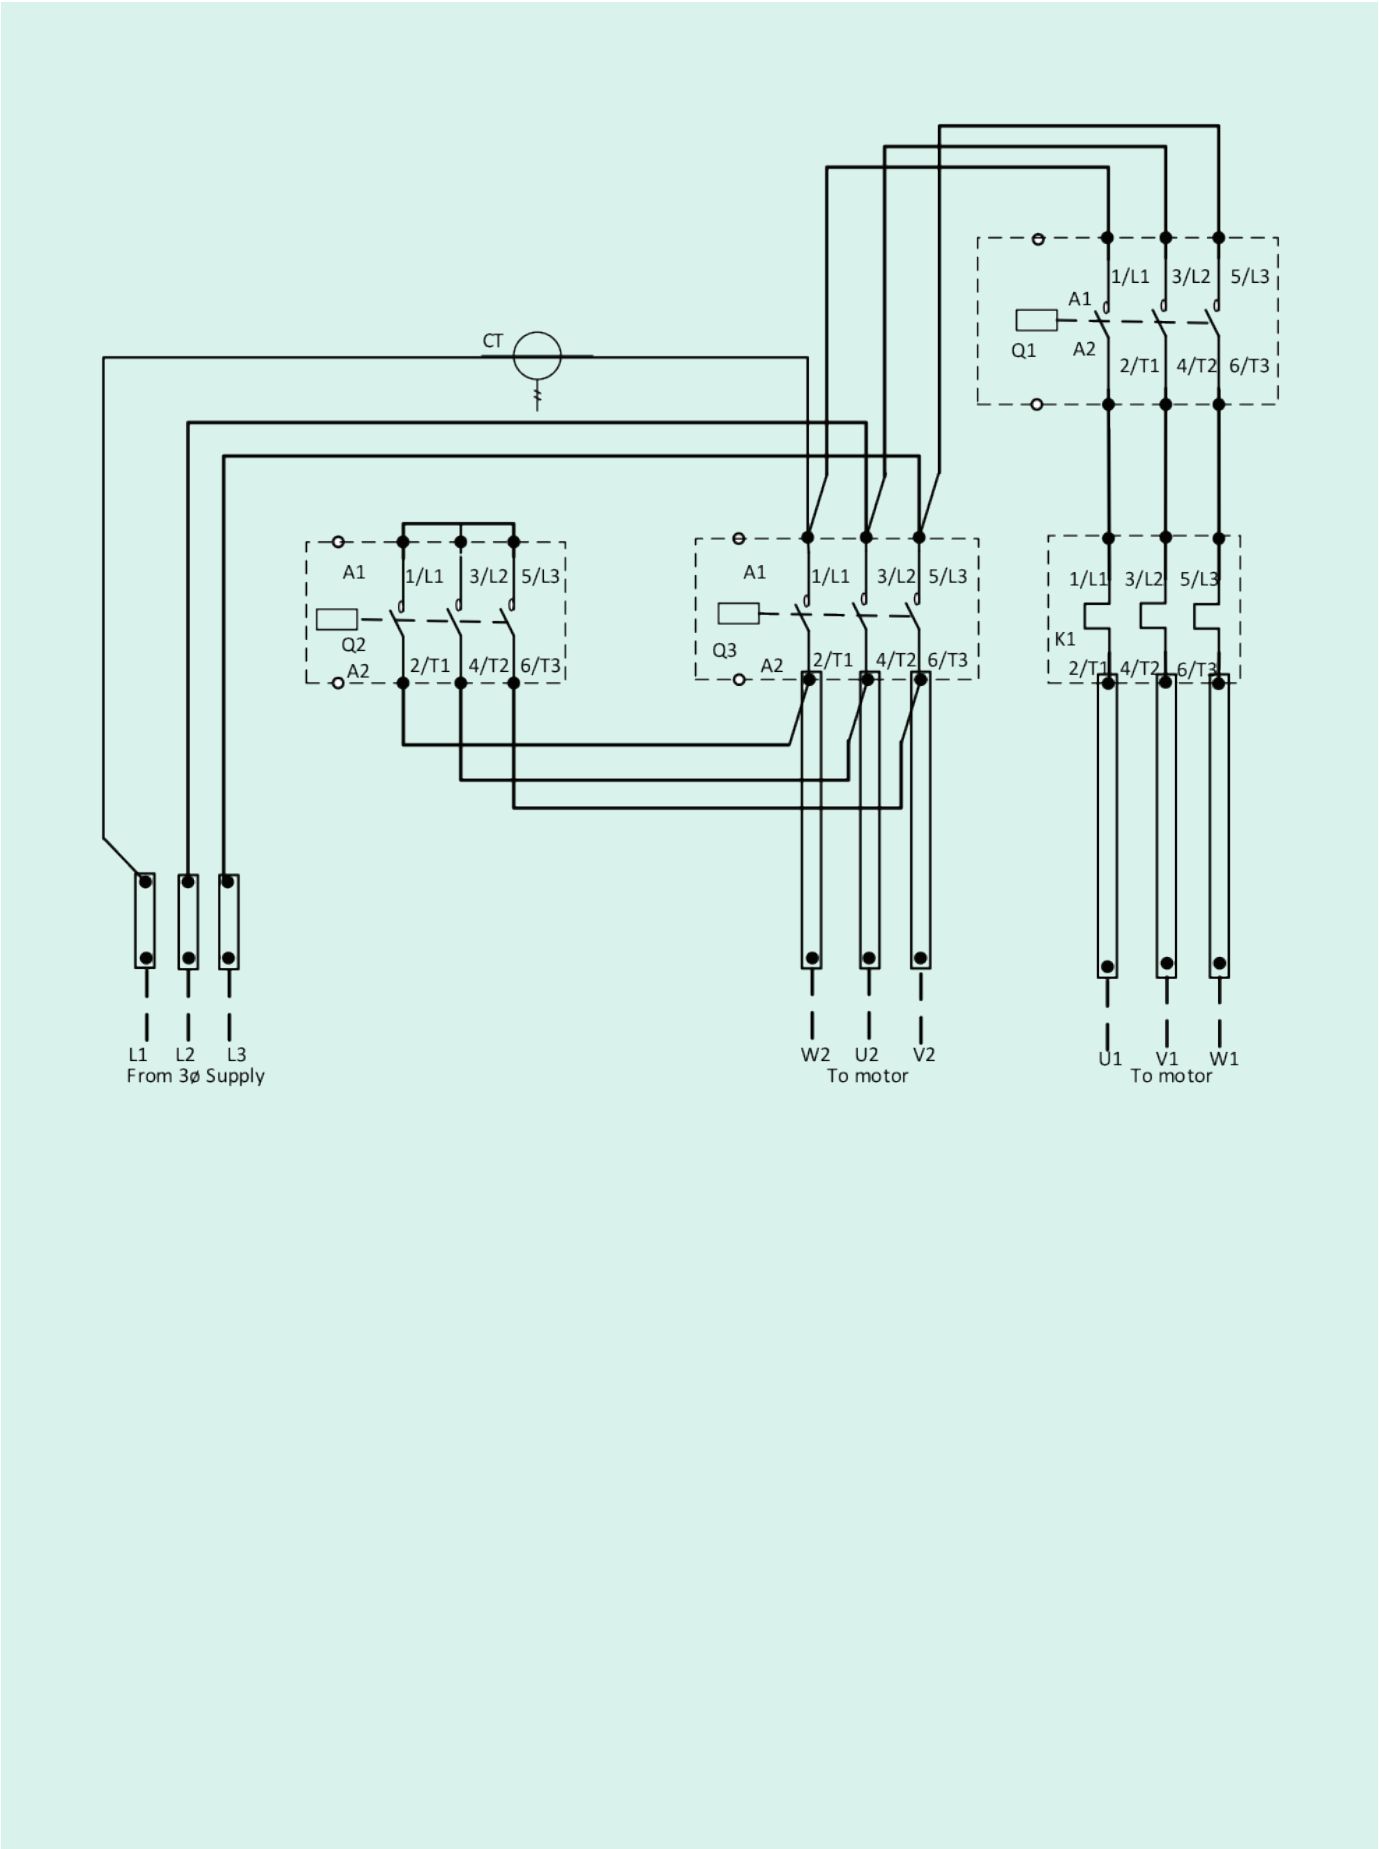 1/L1 3/L2 5/L3
A1
Q1 A2
2/T1 4/T2 6/T3
CT
A1 1/L1 3/L2 5/L3
Q2
A2 2/T1 4/T2 6/T3
A1 1/L1 3/L2 5/L3
Q3
A2 2/T1 4/T2 6/T3
1/L1 3/L2 5/L3
K1
2/T1 4/T2 6/T3
L1 L2 L3
From 3ø Supply
W2 U2 V2
To motor
U1 V1 W1
To motor